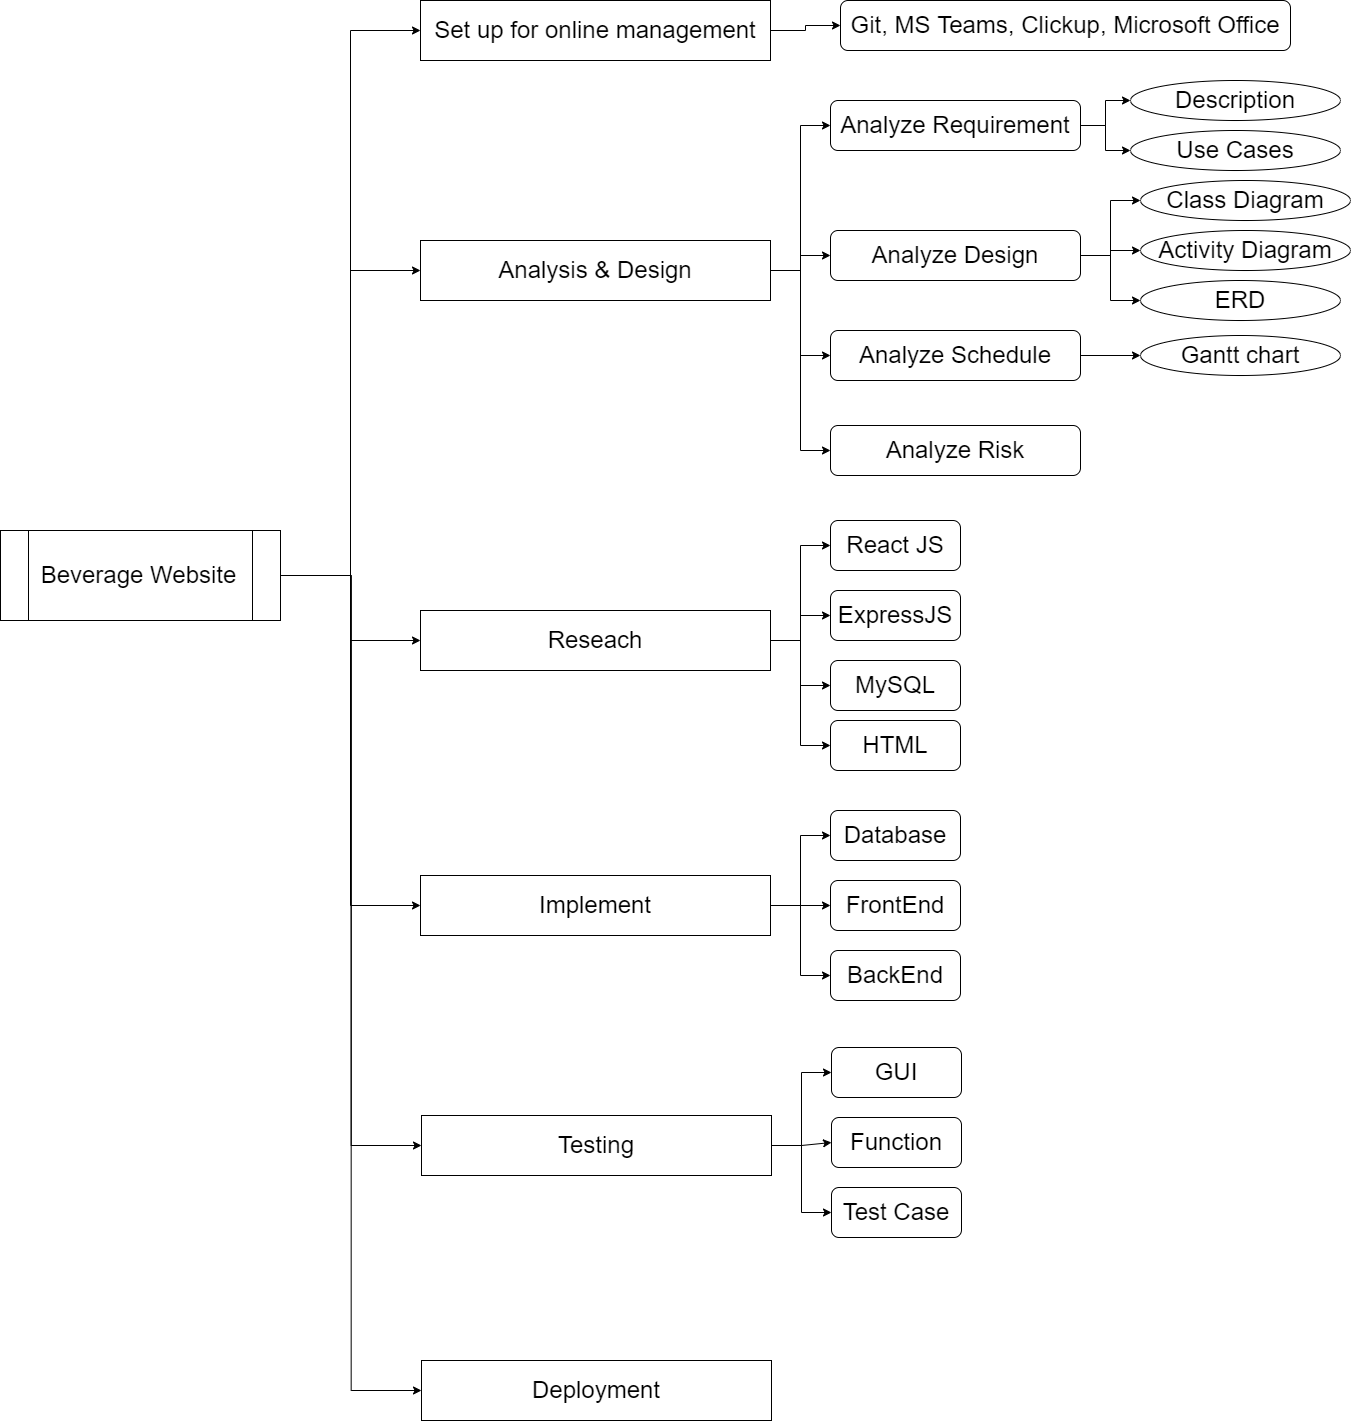 Set up for online management
Git, MS Teams, Clickup, Microsoft Office
Analysis & Design
Analyze Requirement
Description
Use Cases
Analyze Design
Class Diagram
Activity Diagram
ERD
Analyze Schedule
Gantt chart
Analyze Risk
Beverage Website
Reseach
React JS
ExpressJS
MySQL
HTML
Implement
Database
FrontEnd
BackEnd
Testing
GUI
Function
Test Case
Deployment